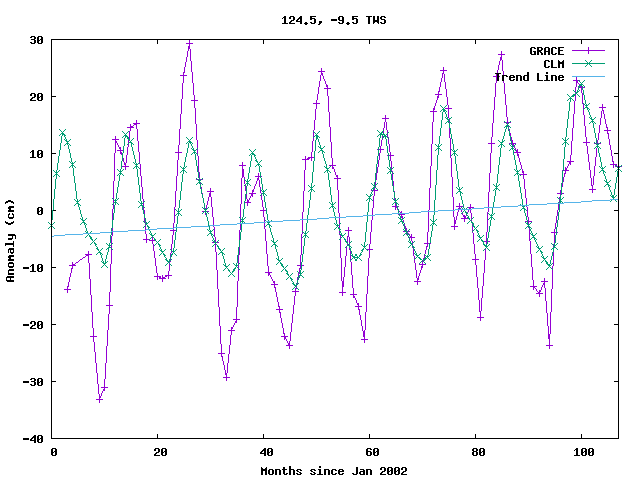 124.5, -9.5 TWS
GRACE
CLM
Trend Line
30
20
10
0
-10
-20
-30
-40
Anomaly (cm)
0 20 40 60 80 100
Months since Jan 2002